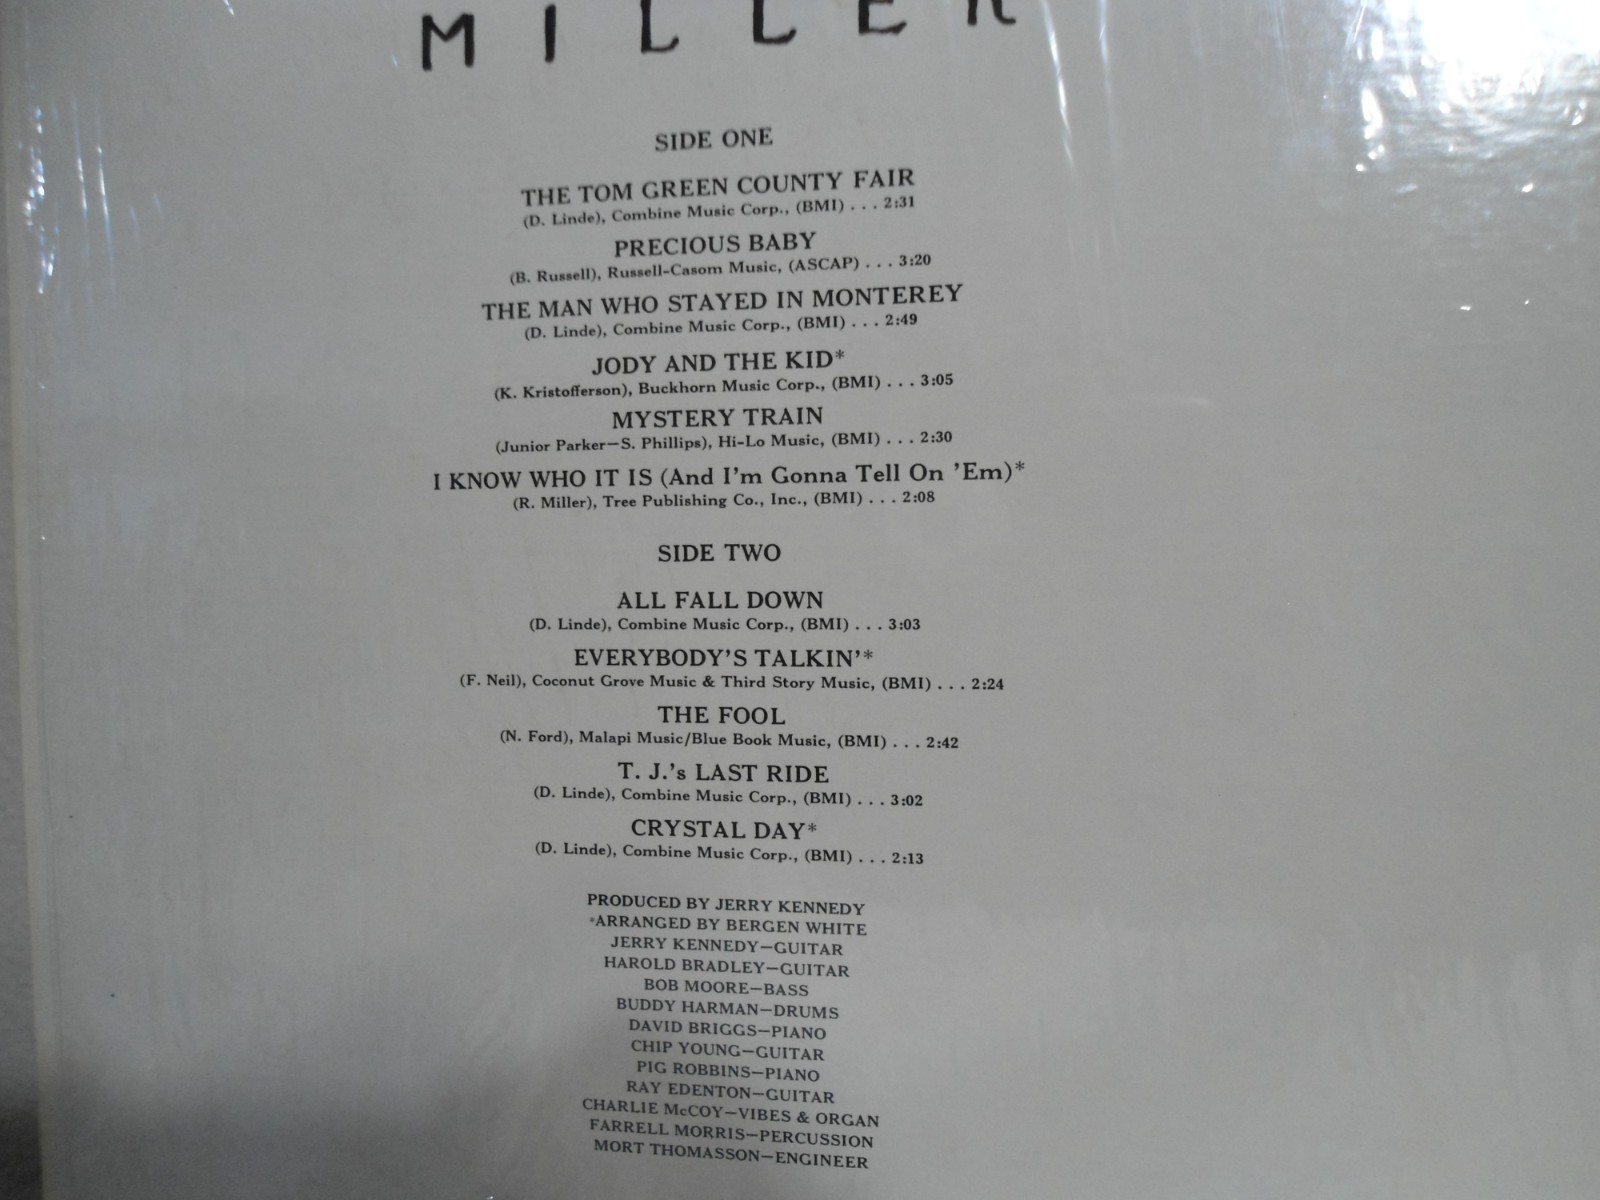 MILLER
SIDE ONE
THE TOM GREEN COUNTY FAIR
(D. Linde), Combine Music Corp., (BMI) . . . 2:31
PRECIOUS BABY
(B. Russell), Russell-Casom Music, (ASCAP) . . . 3:20
THE MAN WHO STAYED IN MONTEREY
(D. Linde), Combine Music Corp., (BMI) . . . 2:49
JODY AND THE KID*
(K. Kristofferson), Buckhorn Music Corp., (BMI) . . . 3:05
MYSTERY TRAIN
(Junior Parker—S. Phillips), Hi-Lo Music, (BMI) . . . 2:30
I KNOW WHO IT IS (And I'm Gonna Tell On 'Em)*
(R. Miller), Tree Publishing Co., Inc., (BMI) . . . 2:08
SIDE TWO
ALL FALL DOWN
(D. Linde), Combine Music Corp., (BMI) . . . 3:03
EVERYBODY'S TALKIN'*
(F. Neil), Coconut Grove Music & Third Story Music, (BMI) . . . 2:24
THE FOOL
(N. Ford), Malapi Music/Blue Book Music, (BMI) . . . 2:42
T. J.'s LAST RIDE
(D. Linde), Combine Music Corp., (BMI) . . . 3:02
CRYSTAL DAY*
(D. Linde), Combine Music Corp., (BMI) . . . 2:13
PRODUCED BY JERRY KENNEDY
*ARRANGED BY BERGEN WHITE
JERRY KENNEDY—GUITAR
HAROLD BRADLEY—GUITAR
BOB MOORE—BASS
BUDDY HARMAN—DRUMS
DAVID BRIGGS—PIANO
CHIP YOUNG—GUITAR
PIG ROBBINS—PIANO
RAY EDENTON—GUITAR
CHARLIE McCOY—VIBES & ORGAN
FARRELL MORRIS—PERCUSSION
MORT THOMASSON—ENGINEER